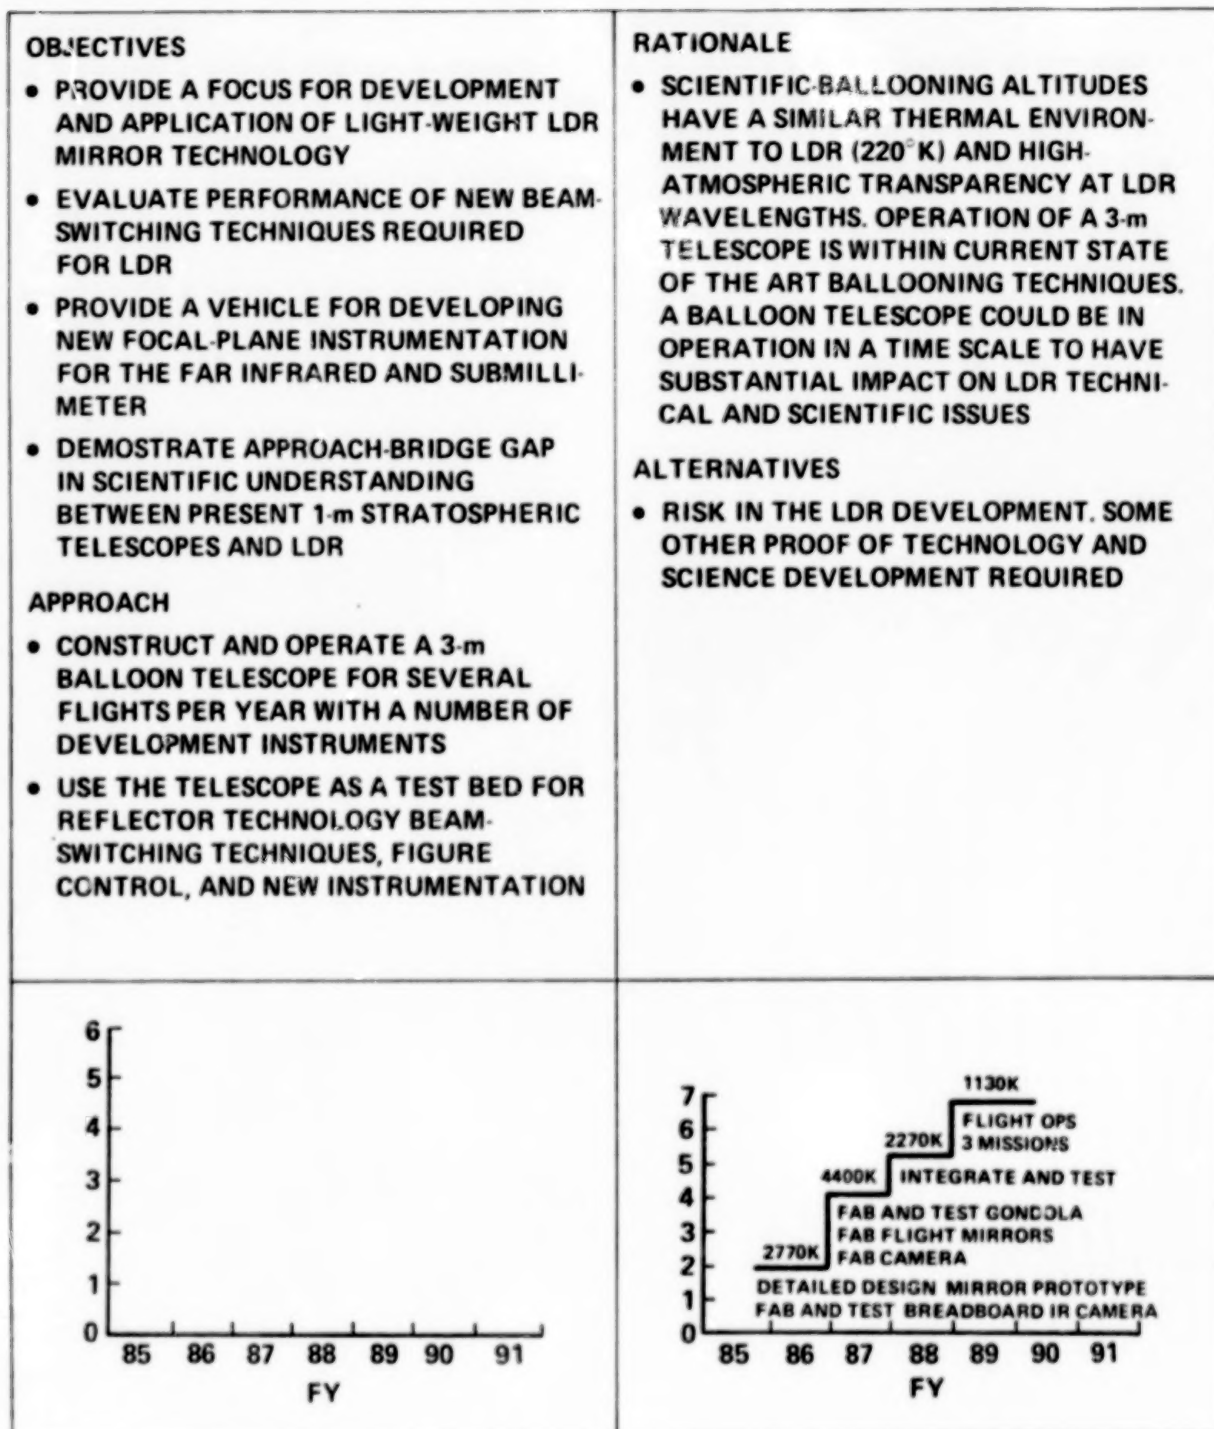 OBJECTIVES
• PROVIDE A FOCUS FOR DEVELOPMENT
AND APPLICATION OF LIGHT-WEIGHT LDR
MIRROR TECHNOLOGY
• EVALUATE PERFORMANCE OF NEW BEAM-
SWITCHING TECHNIQUES REQUIRED
FOR LDR
• PROVIDE A VEHICLE FOR DEVELOPING
NEW FOCAL-PLANE INSTRUMENTATION
FOR THE FAR INFRARED AND SUBMILLI-
METER
• DEMOSTRATE APPROACH-BRIDGE GAP
IN SCIENTIFIC UNDERSTANDING
BETWEEN PRESENT 1-m STRATOSPHERIC
TELESCOPES AND LDR
APPROACH
• CONSTRUCT AND OPERATE A 3-m
BALLOON TELESCOPE FOR SEVERAL
FLIGHTS PER YEAR WITH A NUMBER OF
DEVELOPMENT INSTRUMENTS
• USE THE TELESCOPE AS A TEST BED FOR
REFLECTOR TECHNOLOGY BEAM-
SWITCHING TECHNIQUES, FIGURE
CONTROL, AND NEW INSTRUMENTATION
RATIONALE
• SCIENTIFIC-BALLOONING ALTITUDES
HAVE A SIMILAR THERMAL ENVIRON-
MENT TO LDR (220°K) AND HIGH-
ATMOSPHERIC TRANSPARENCY AT LDR
WAVELENGTHS. OPERATION OF A 3-m
TELESCOPE IS WITHIN CURRENT STATE
OF THE ART BALLOONING TECHNIQUES.
A BALLOON TELESCOPE COULD BE IN
OPERATION IN A TIME SCALE TO HAVE
SUBSTANTIAL IMPACT ON LDR TECHNI-
CAL AND SCIENTIFIC ISSUES
ALTERNATIVES
• RISK IN THE LDR DEVELOPMENT. SOME
OTHER PROOF OF TECHNOLOGY AND
SCIENCE DEVELOPMENT REQUIRED
6
5
4
3
2
1
0
85 86 87 88 89 90 91
FY
7
6
5
4
3
2
1
0
1130K
FLIGHT OPS
3 MISSIONS
2270K
INTEGRATE AND TEST
4400K
FAB AND TEST GONDOLA
FAB FLIGHT MIRRORS
FAB CAMERA
2770K
DETAILED DESIGN MIRROR PROTOTYPE
FAB AND TEST BREADBOARD IR CAMERA
85 86 87 88 89 90 91
FY